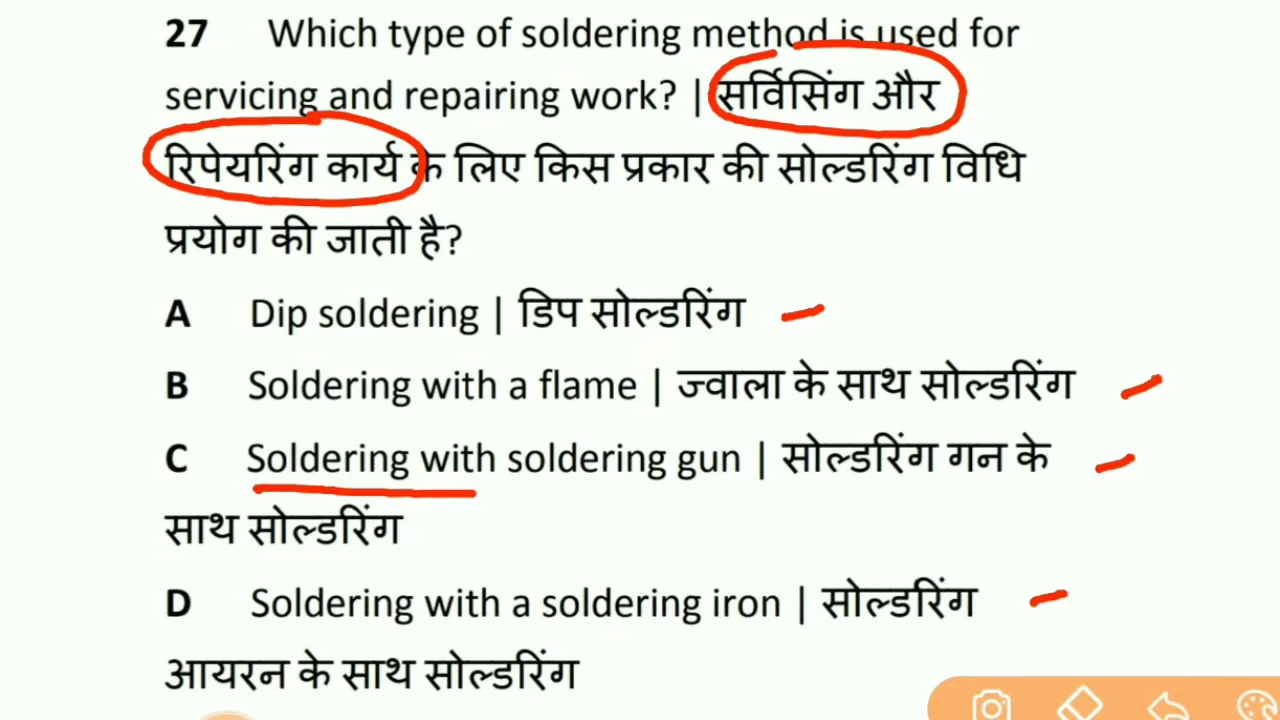 27 Which type of soldering method is used for
servicing and repairing work? | सर्विसिंग और
रिपेयरिंग कार्य के लिए किस प्रकार की सोल्डरिंग विधि
प्रयोग की जाती है?
A Dip soldering | डिप सोल्डरिंग
B Soldering with a flame | ज्वाला के साथ सोल्डरिंग
C Soldering with soldering gun | सोल्डरिंग गन के
साथ सोल्डरिंग
D Soldering with a soldering iron | सोल्डरिंग
आयरन के साथ सोल्डरिंग